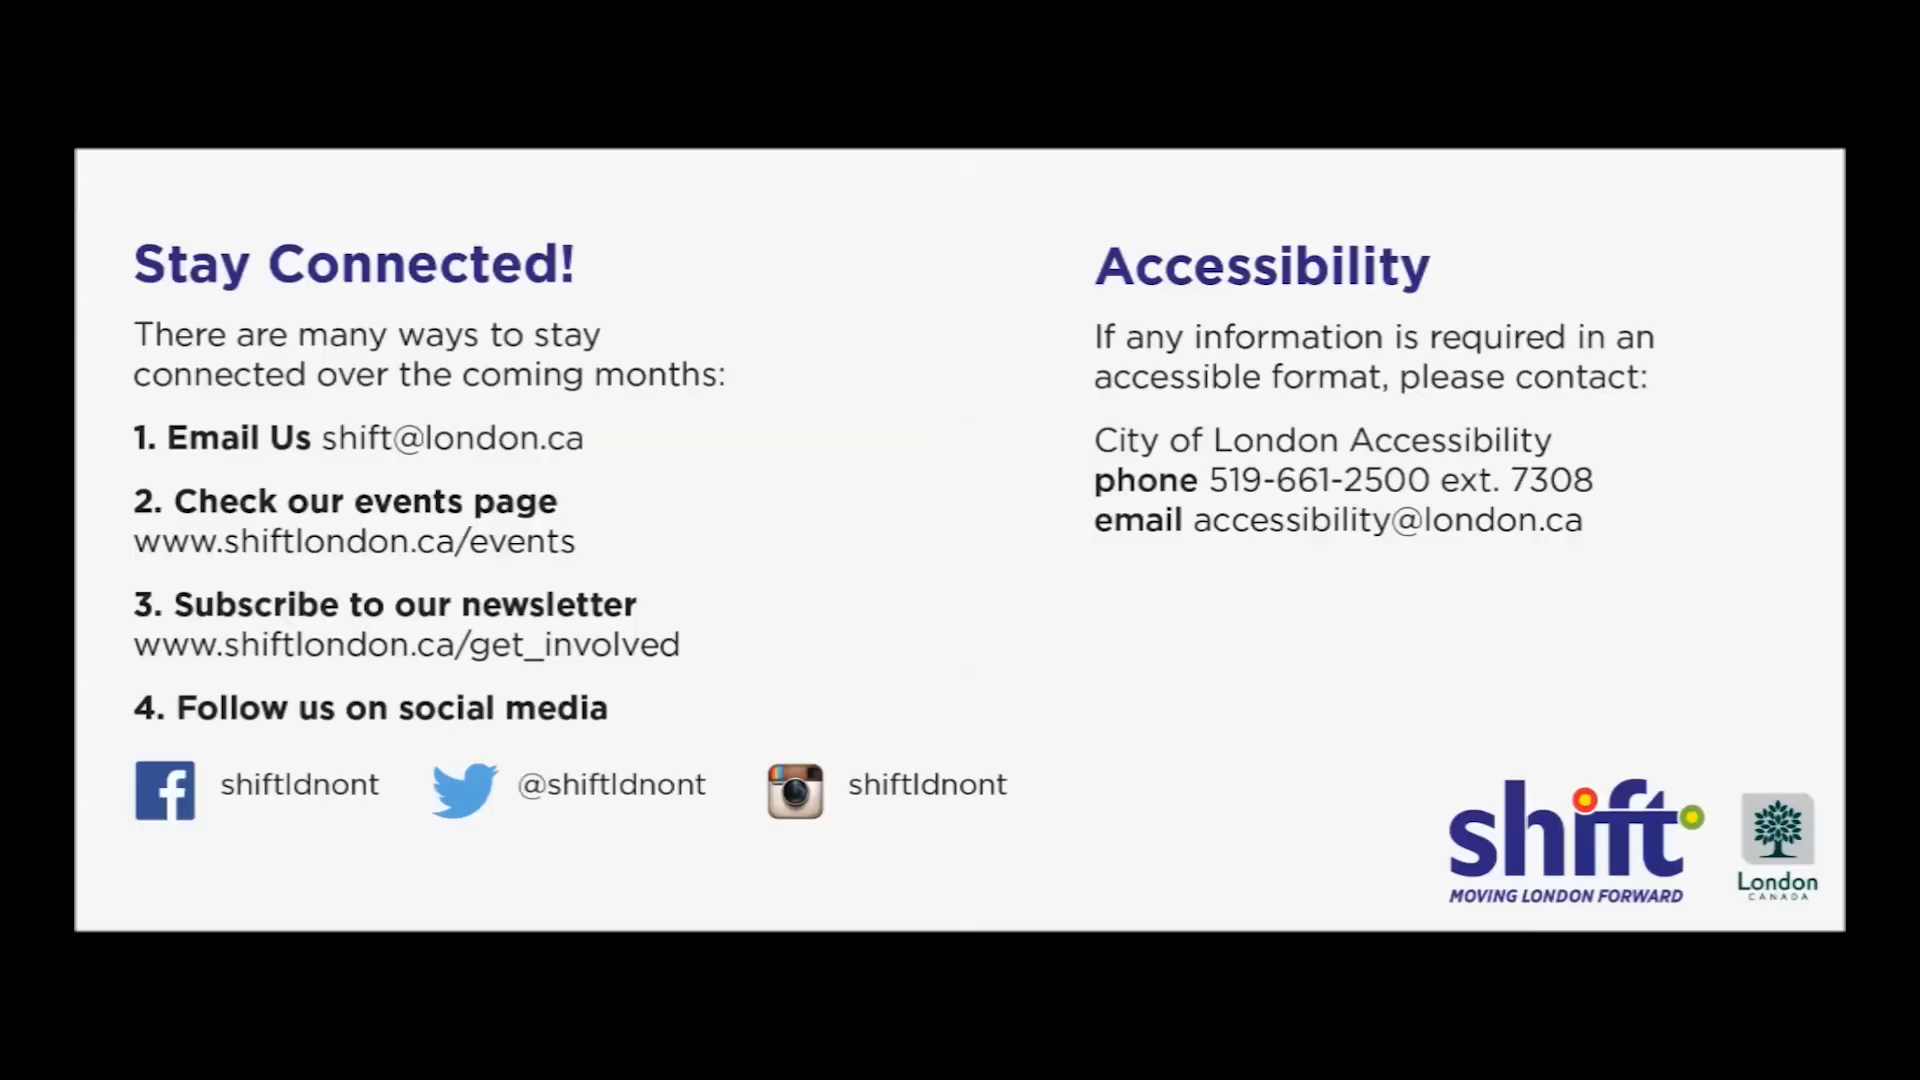 Stay Connected!
There are many ways to stay
connected over the coming months:
1. Email Us shift@london.ca
2. Check our events page
www.shiftlondon.ca/events
3. Subscribe to our newsletter
www.shiftlondon.ca/get_involved
4. Follow us on social media
shiftldnont @shiftldnont shiftldnont
Accessibility
If any information is required in an
accessible format, please contact:
City of London Accessibility
phone 519-661-2500 ext. 7308
email accessibility@london.ca
shift
MOVING LONDON FORWARD
London
CANADA